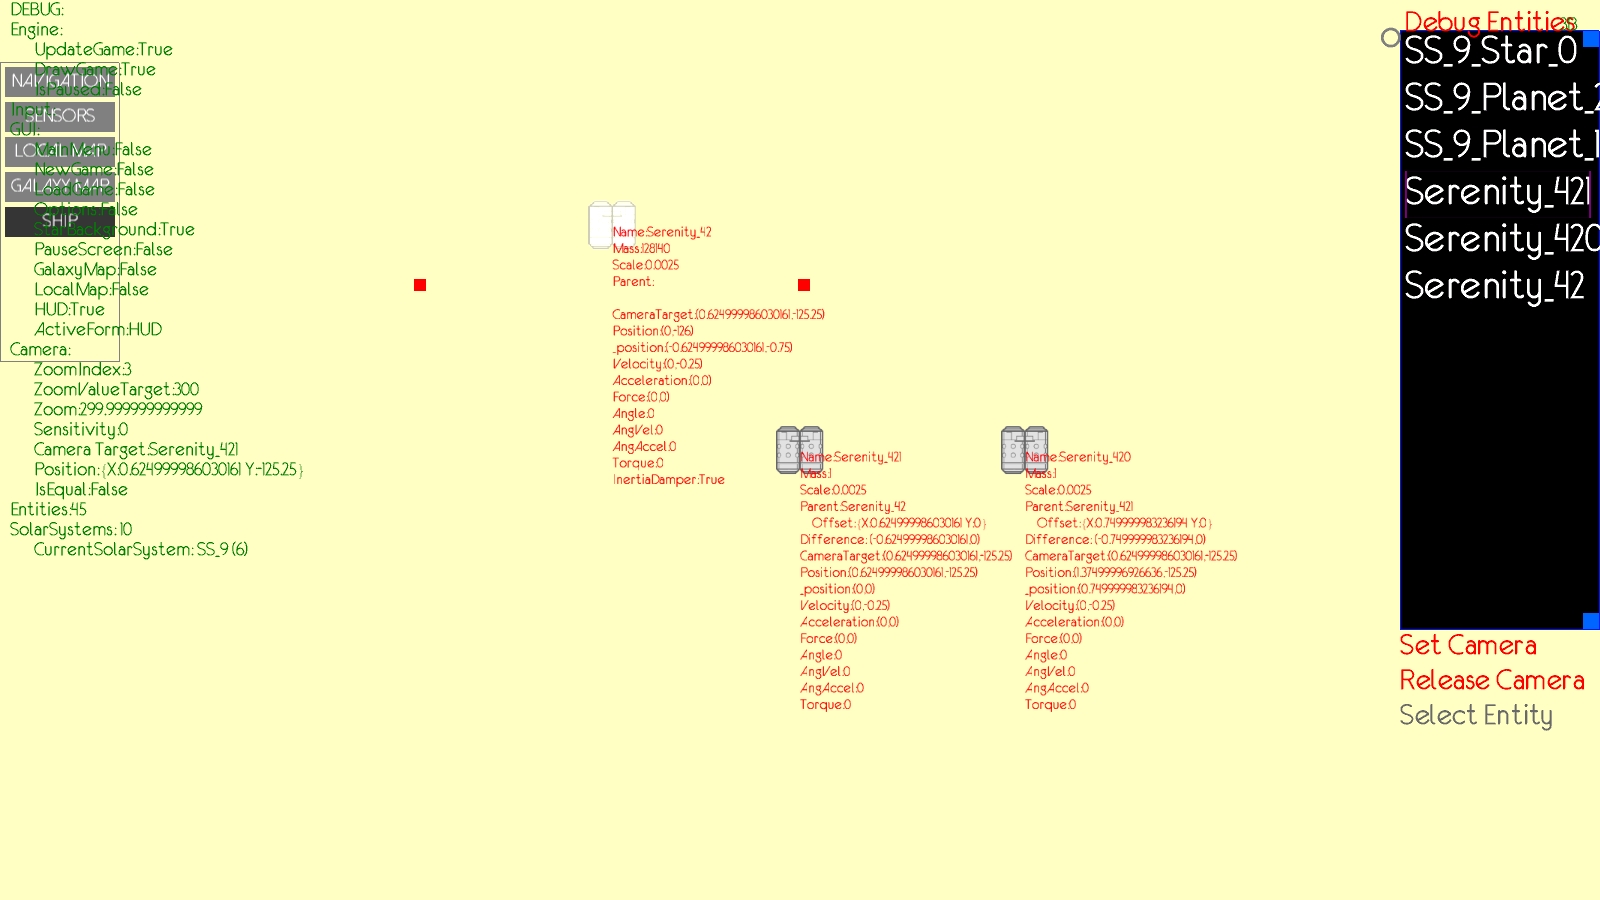 DEBUG:
Engine:
UpdateGame:True
DrawGame:True
IsPaused:False
Input:
GUI:
MainMenu:False
NewGame:False
LoadGame:False
Options:False
StarBackground:True
PauseScreen:False
GalaxyMap:False
LocalMap:False
HUD:True
ActiveForm:HUD
Camera:
ZoomIndex:3
ZoomValueTarget:300
Zoom:299.999999999999
Sensitivity:0
Camera Target:Serenity_421
Position:{X:0.624999986030161 Y:-125.25}
IsEqual:False
Entities:45
SolarSystems: 10
CurrentSolarSystem: SS_9 (6)
NAVIGATION
SENSORS
LOCAL MAP
GALAXY MAP
SHIP
Name:Serenity_42
Mass:128140
Scale:0.0025
Parent:
CameraTarget:(0.624999986030161,-125.25)
Position:(0,-126)
_position:(-0.624999986030161,-0.75)
Velocity:(0,-0.25)
Acceleration:(0,0)
Force:(0,0)
Angle:0
AngVel:0
AngAccel:0
Torque:0
InertiaDamper:True
Name:Serenity_421
Mass:1
Scale:0.0025
Parent:Serenity_42
Offset:{X:0.624999986030161 Y:0}
Difference:(-0.624999986030161,0)
CameraTarget:(0.624999986030161,-125.25)
Position:(0.624999986030161,-125.25)
_position:(0,0)
Velocity:(0,-0.25)
Acceleration:(0,0)
Force:(0,0)
Angle:0
AngVel:0
AngAccel:0
Torque:0
Name:Serenity_420
Mass:1
Scale:0.0025
Parent:Serenity_421
Offset:{X:0.749999983236194 Y:0}
Difference:(-0.749999983236194,0)
CameraTarget:(0.624999986030161,-125.25)
Position:(1.37499996926636,-125.25)
_position:(0.749999983236194,0)
Velocity:(0,-0.25)
Acceleration:(0,0)
Force:(0,0)
Angle:0
AngVel:0
AngAccel:0
Torque:0
Debug Entities
SS_9_Star_0
SS_9_Planet_2
SS_9_Planet_1
Serenity_421
Serenity_420
Serenity_42
Set Camera
Release Camera
Select Entity